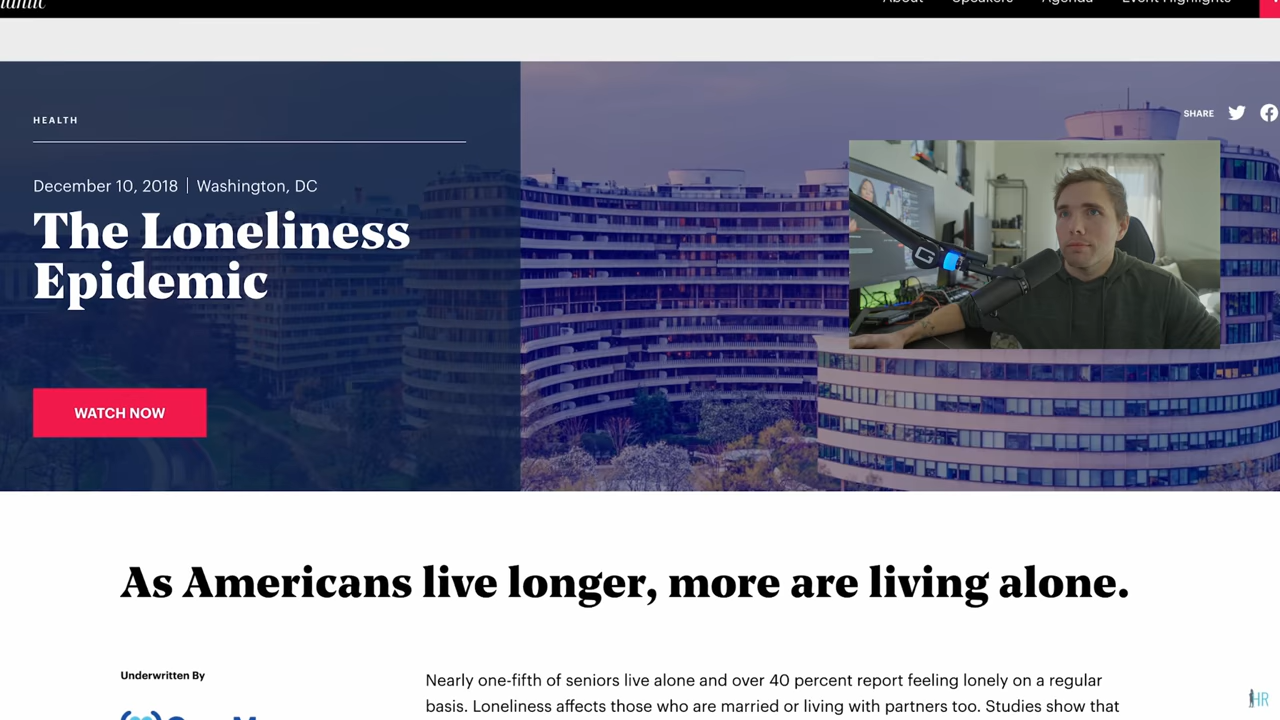 About Speakers Agenda Event Highlights
HEALTH
SHARE
December 10, 2018 | Washington, DC
The Loneliness
Epidemic
WATCH NOW
As Americans live longer, more are living alone.
Underwritten By
Nearly one-fifth of seniors live alone and over 40 percent report feeling lonely on a regular
basis. Loneliness affects those who are married or living with partners too. Studies show that
HR